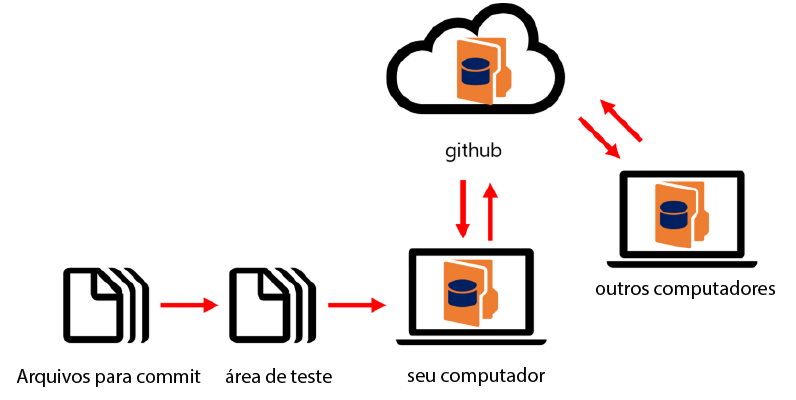 github
outros computadores
Arquivos para commit
área de teste
seu computador